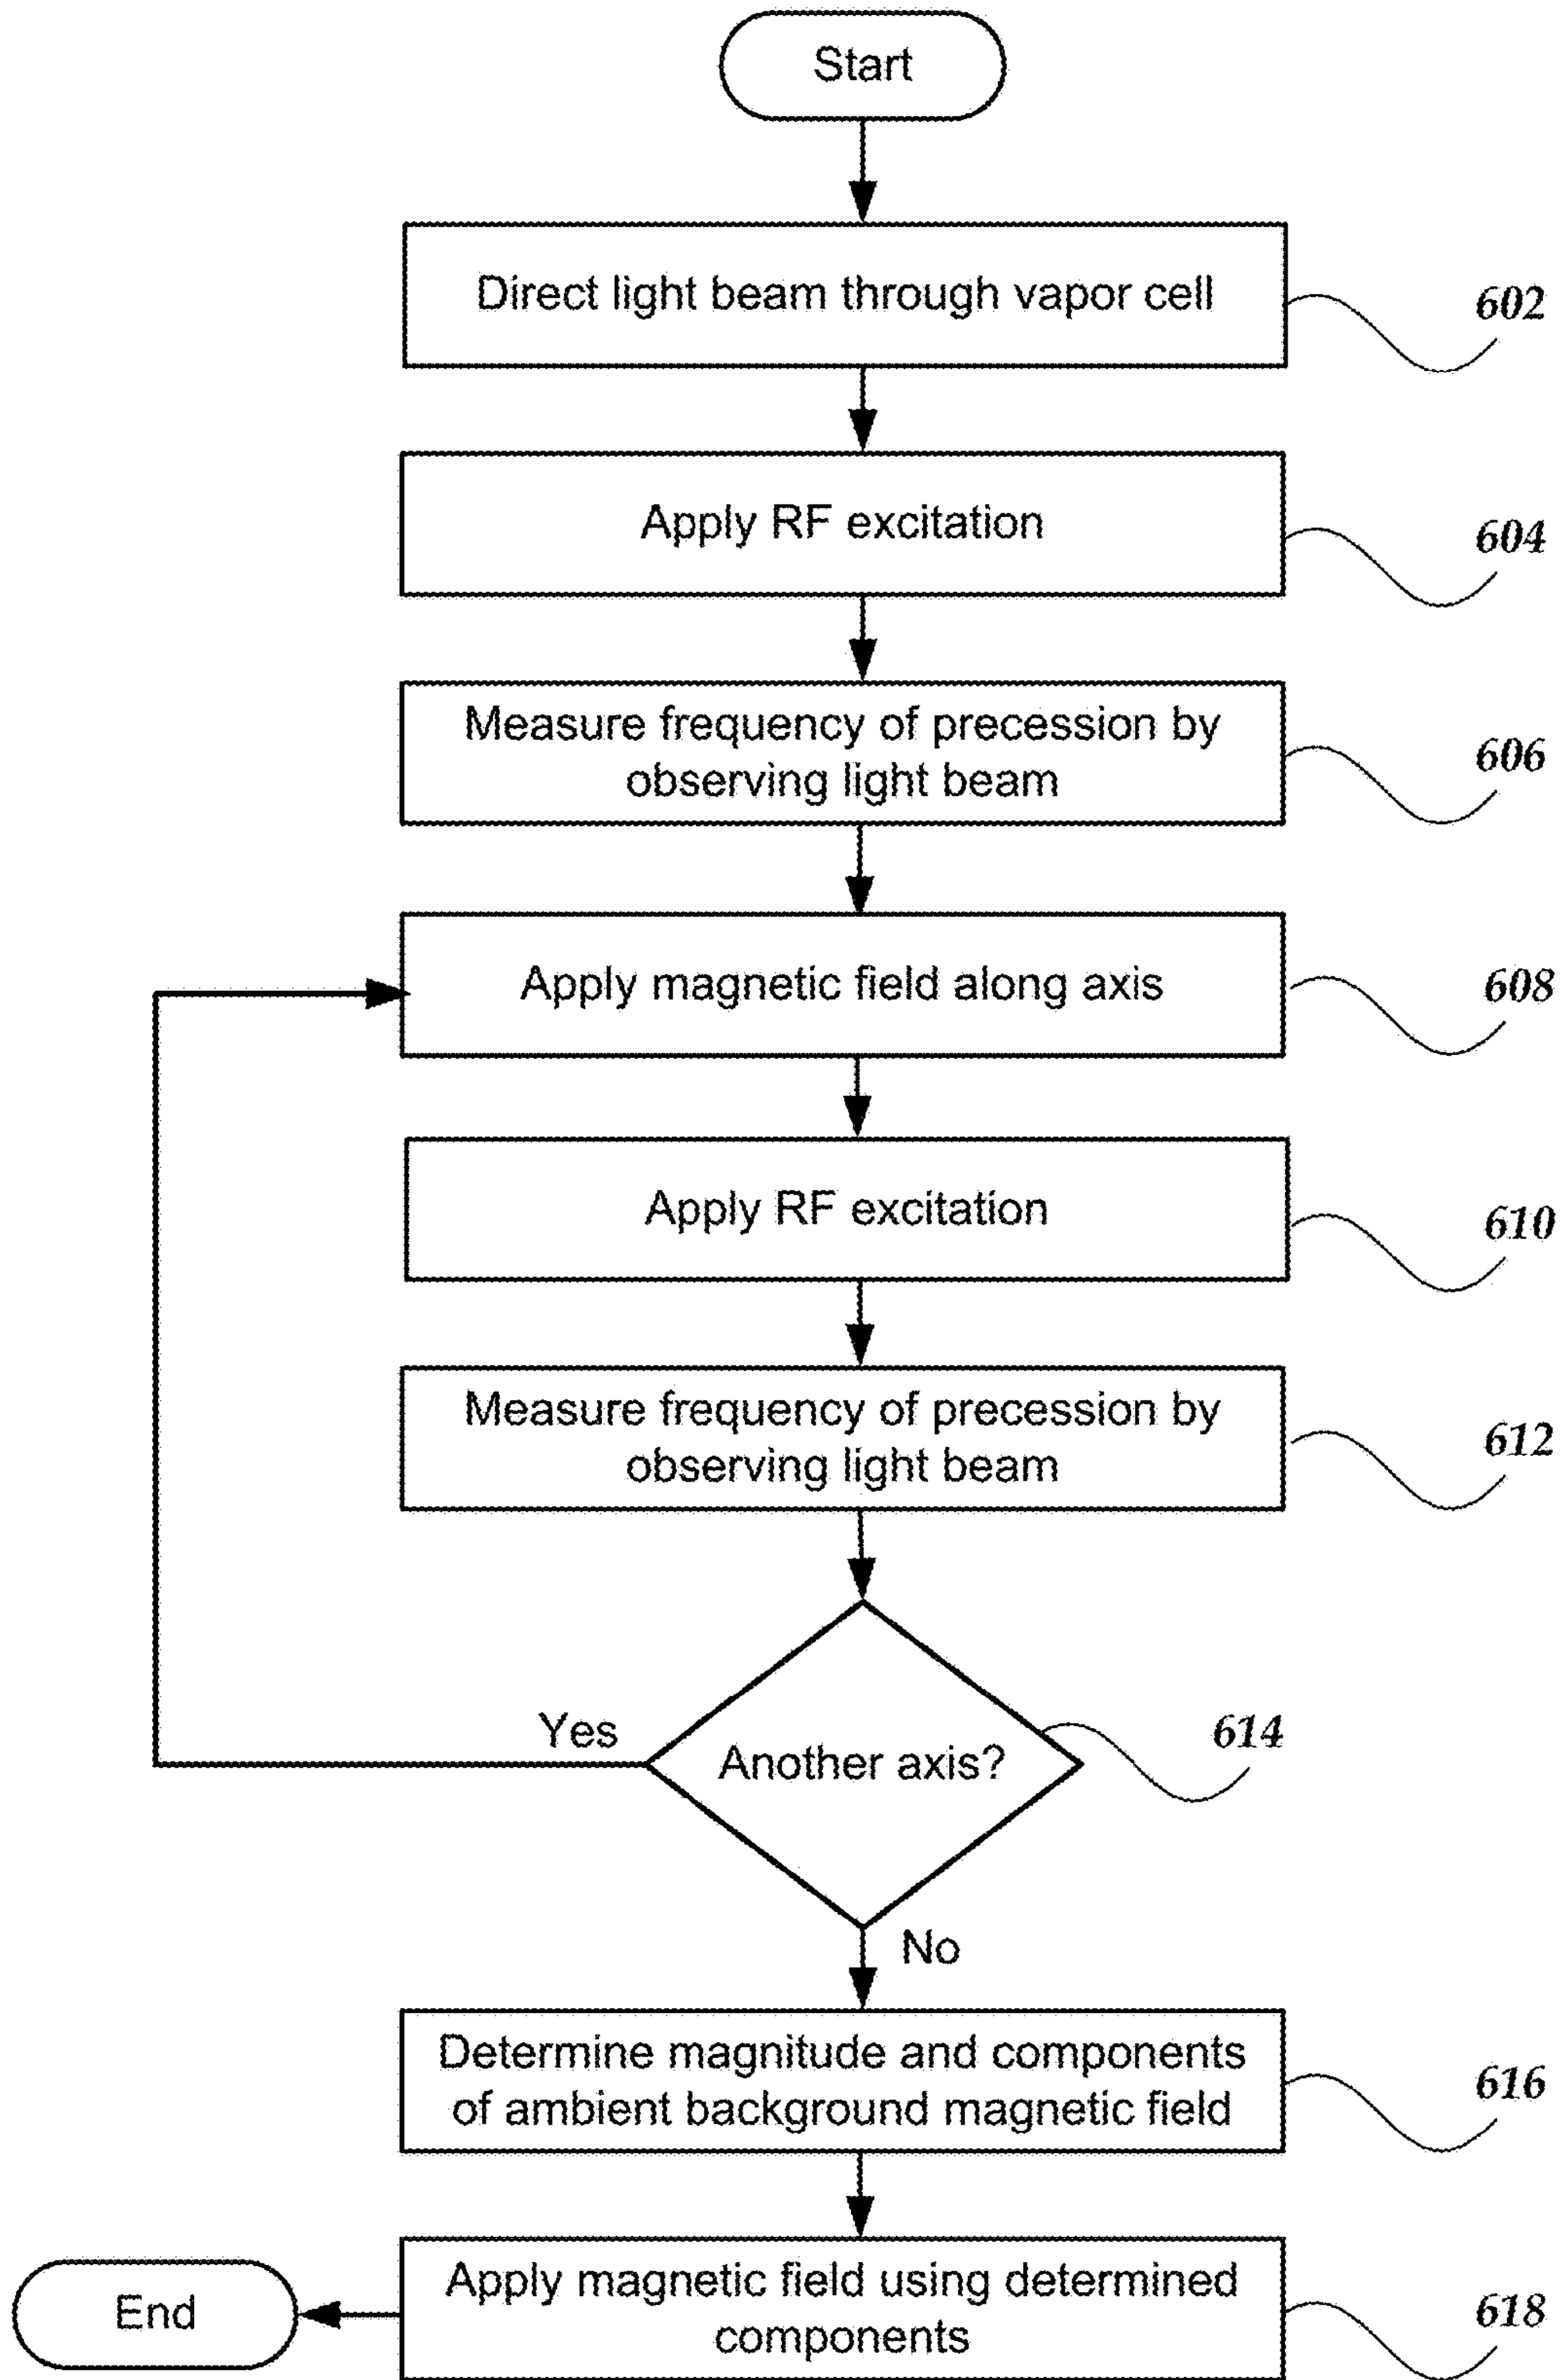 Start
Direct light beam through vapor cell
602
Apply RF excitation
604
Measure frequency of precession by
observing light beam
606
Apply magnetic field along axis
608
Apply RF excitation
610
Measure frequency of precession by
observing light beam
612
Yes
Another axis?
614
No
Determine magnitude and components
of ambient background magnetic field
616
Apply magnetic field using determined
components
618
End